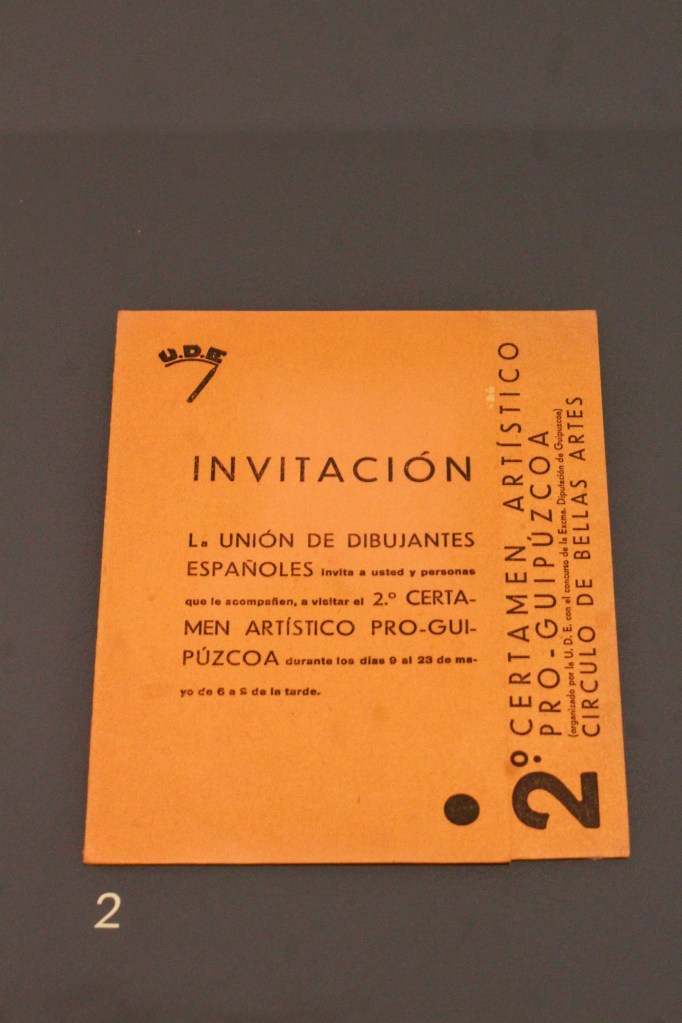 U.D.E.
INVITACIÓN
La UNIÓN DE DIBUJANTES
ESPAÑOLES invita a usted y personas
que le acompañen, a visitar el 2.º CERTA-
MEN ARTÍSTICO PRO-GUI-
PÚZCOA durante los días 9 al 23 de ma-
yo de 6 a 9 de la tarde.
2.º CERTAMEN ARTÍSTICO
PRO-GUIPÚZCOA
(organizado por la U. D. E. con el concurso de la Excma. Diputación de Guipuzcoa)
CIRCULO DE BELLAS ARTES
2